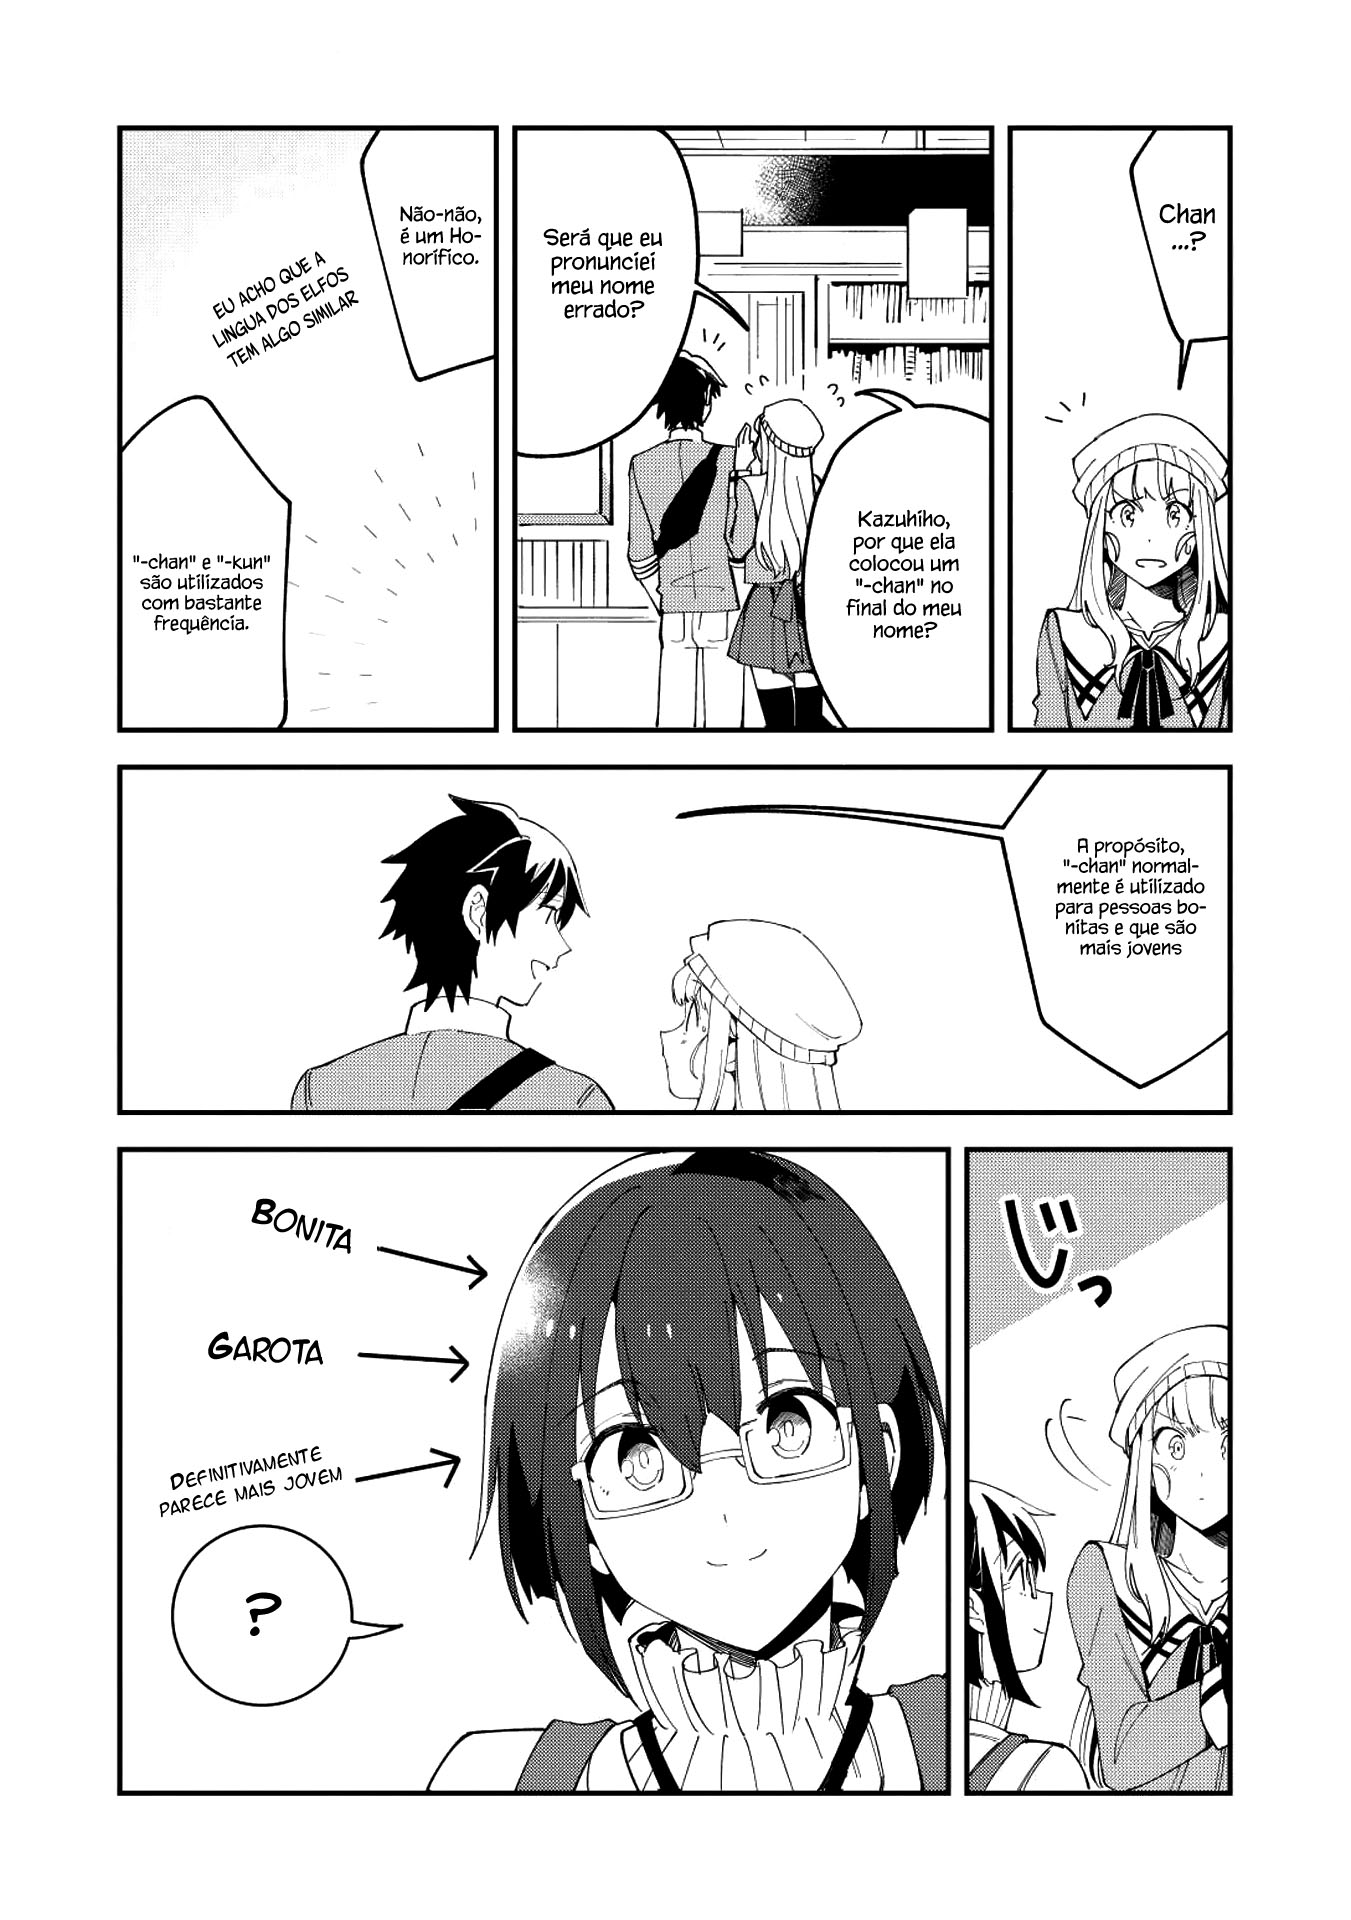 Chan
...?
Kazuhiho,
por que ela
colocou um
"-chan" no
final do meu
nome?
Será que eu
pronunciei
meu nome
errado?
Não-não,
é um Ho-
norífico.
EU ACHO QUE A
LINGUA DOS ELFOS
TEM ALGO SIMILAR
"-chan" e "-kun"
são utilizados
com bastante
frequência.
A propósito,
"-chan" normal-
mente é utilizado
para pessoas bo-
nitas e que são
mais jovens
じっ
BONITA
GAROTA
DEFINITIVAMENTE
PARECE MAIS JOVEM
?